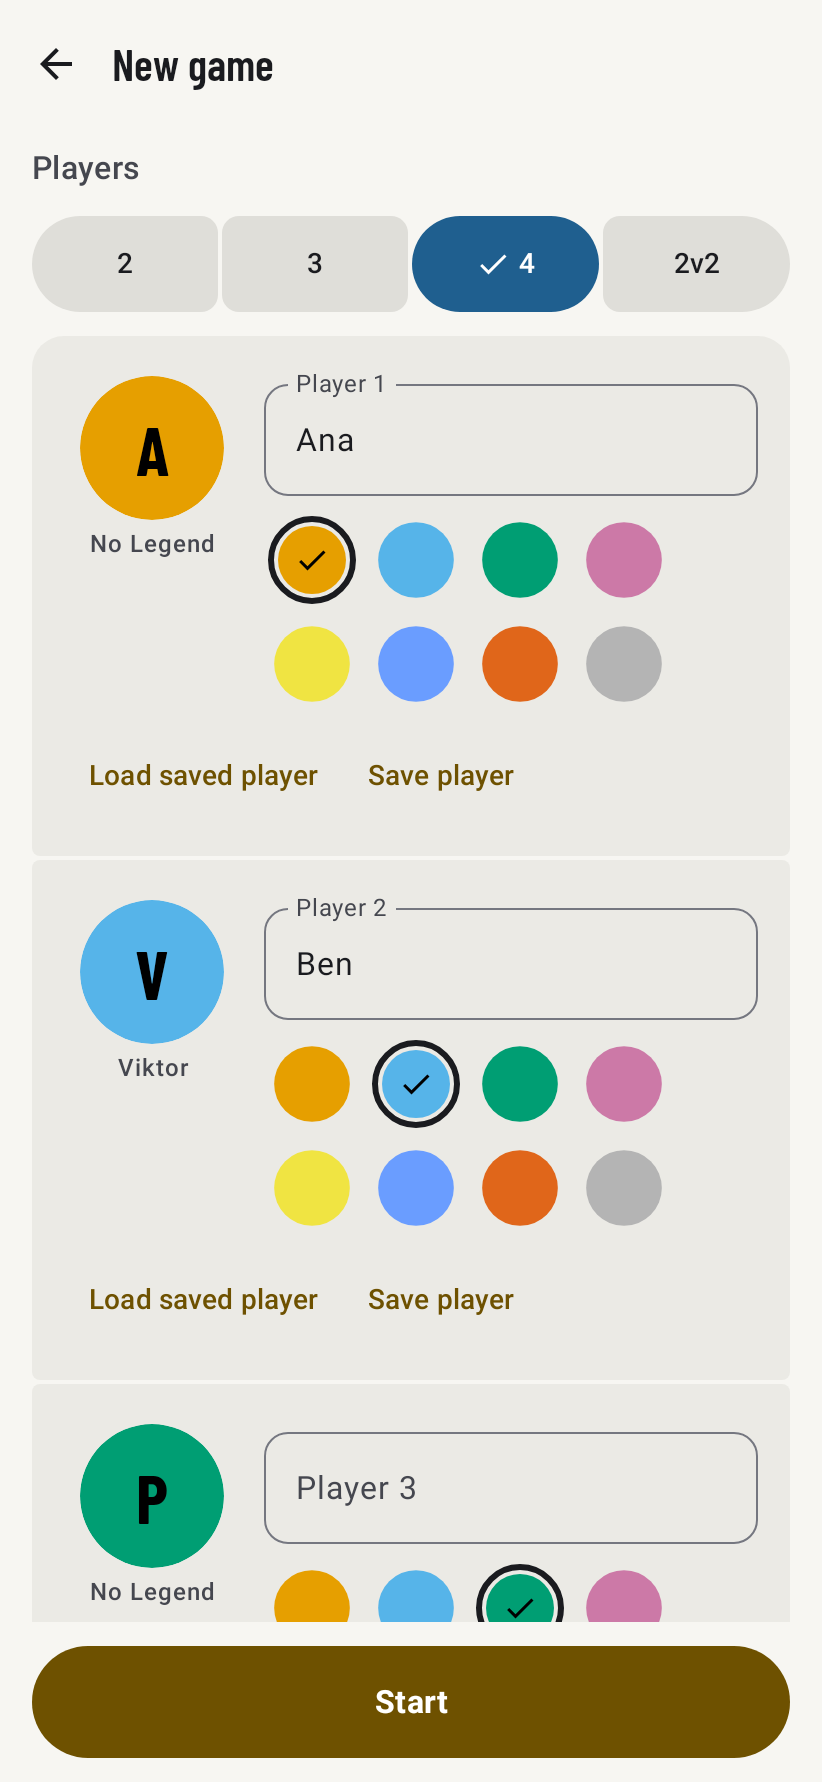 New game
Players
2
3
4
2v2
A
Player 1
Ana
No Legend
Load saved player
Save player
V
Player 2
Ben
Viktor
Load saved player
Save player
P
Player 3
No Legend
Start